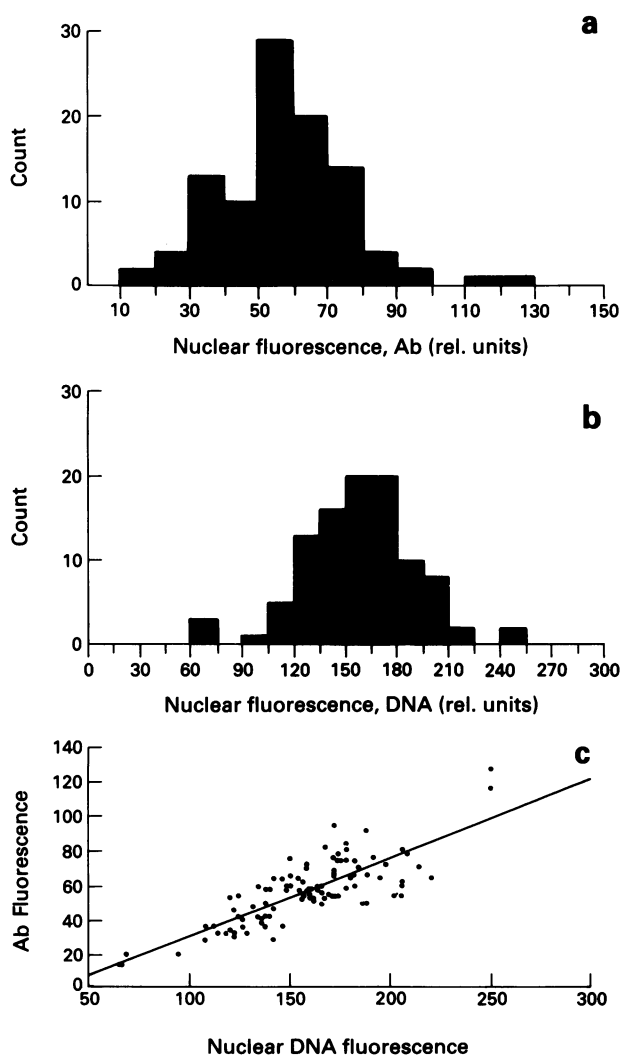 a
30
20
10
0
Count
10 30 50 70 90 110 130 150
Nuclear fluorescence, Ab (rel. units)
b
30
20
10
0
Count
0 30 60 90 120 150 180 210 240 270 300
Nuclear fluorescence, DNA (rel. units)
c
140
120
100
80
60
40
20
0
Ab Fluorescence
50 100 150 200 250 300
Nuclear DNA fluorescence